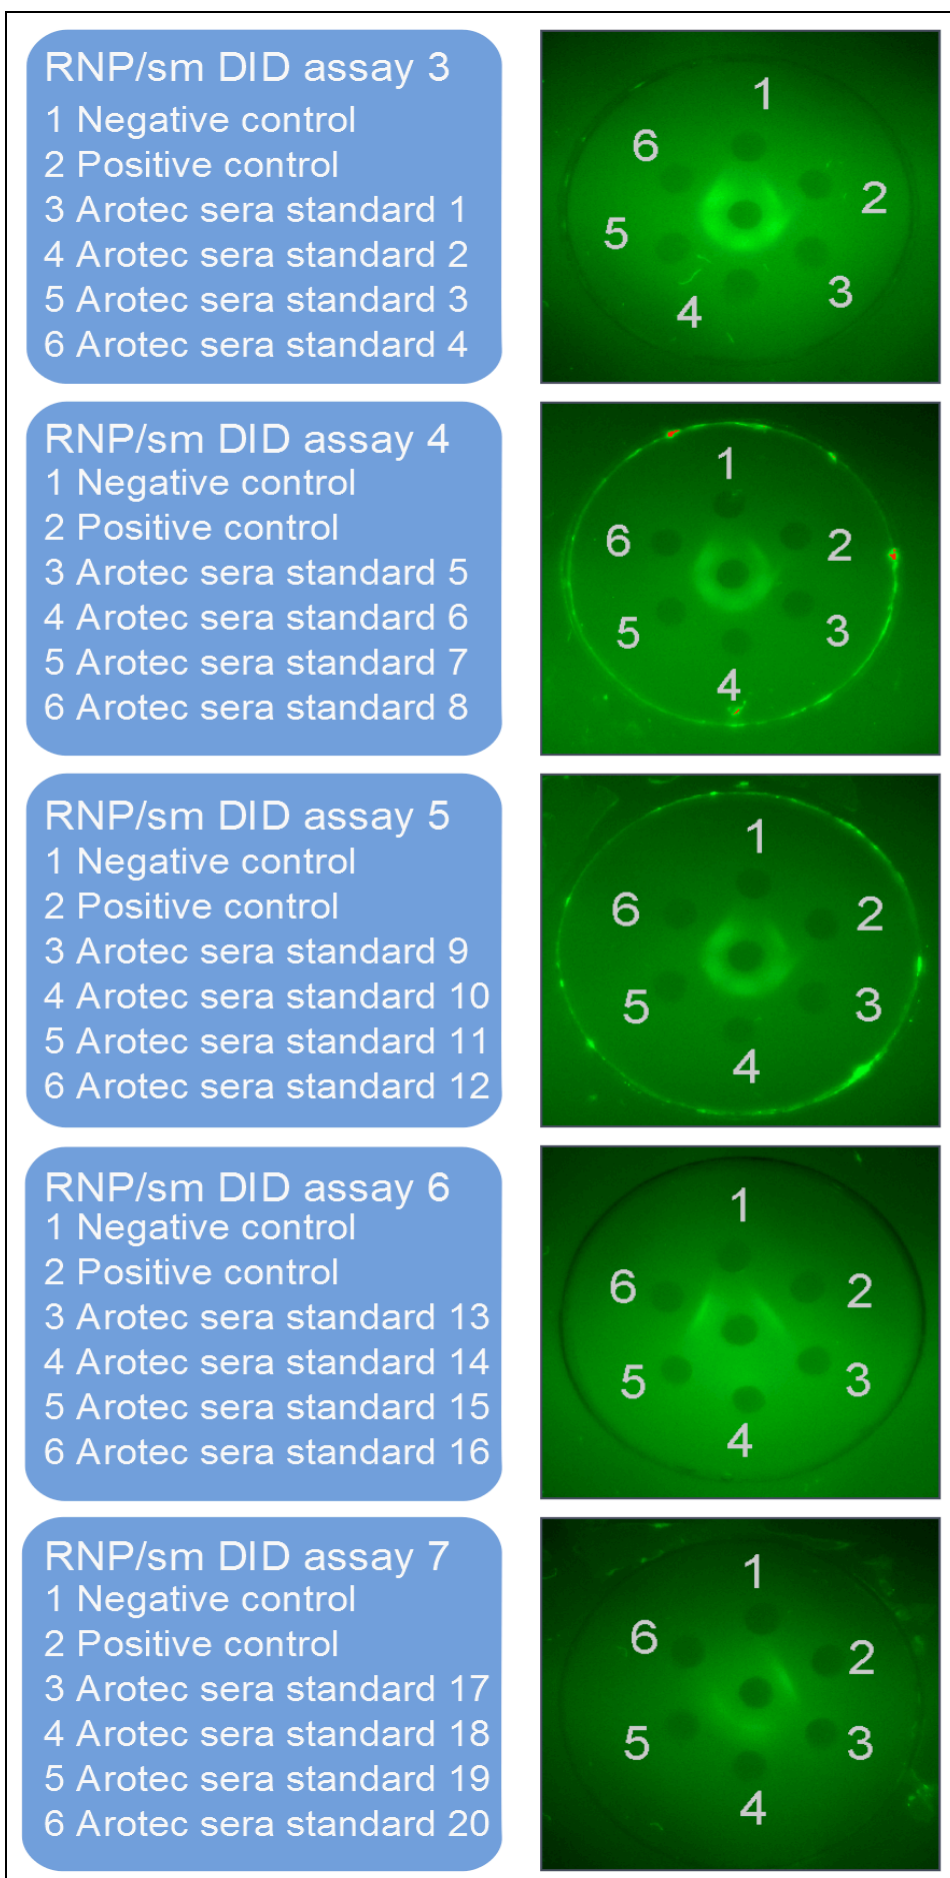 RNP/sm DID assay 3
1 Negative control
2 Positive control
3 Arotec sera standard 1
4 Arotec sera standard 2
5 Arotec sera standard 3
6 Arotec sera standard 4
1
6
2
5
3
4
RNP/sm DID assay 4
1 Negative control
2 Positive control
3 Arotec sera standard 5
4 Arotec sera standard 6
5 Arotec sera standard 7
6 Arotec sera standard 8
1
6
2
5
3
4
RNP/sm DID assay 5
1 Negative control
2 Positive control
3 Arotec sera standard 9
4 Arotec sera standard 10
5 Arotec sera standard 11
6 Arotec sera standard 12
1
6
2
5
3
4
RNP/sm DID assay 6
1 Negative control
2 Positive control
3 Arotec sera standard 13
4 Arotec sera standard 14
5 Arotec sera standard 15
6 Arotec sera standard 16
1
6
2
5
3
4
RNP/sm DID assay 7
1 Negative control
2 Positive control
3 Arotec sera standard 17
4 Arotec sera standard 18
5 Arotec sera standard 19
6 Arotec sera standard 20
1
6
2
5
3
4